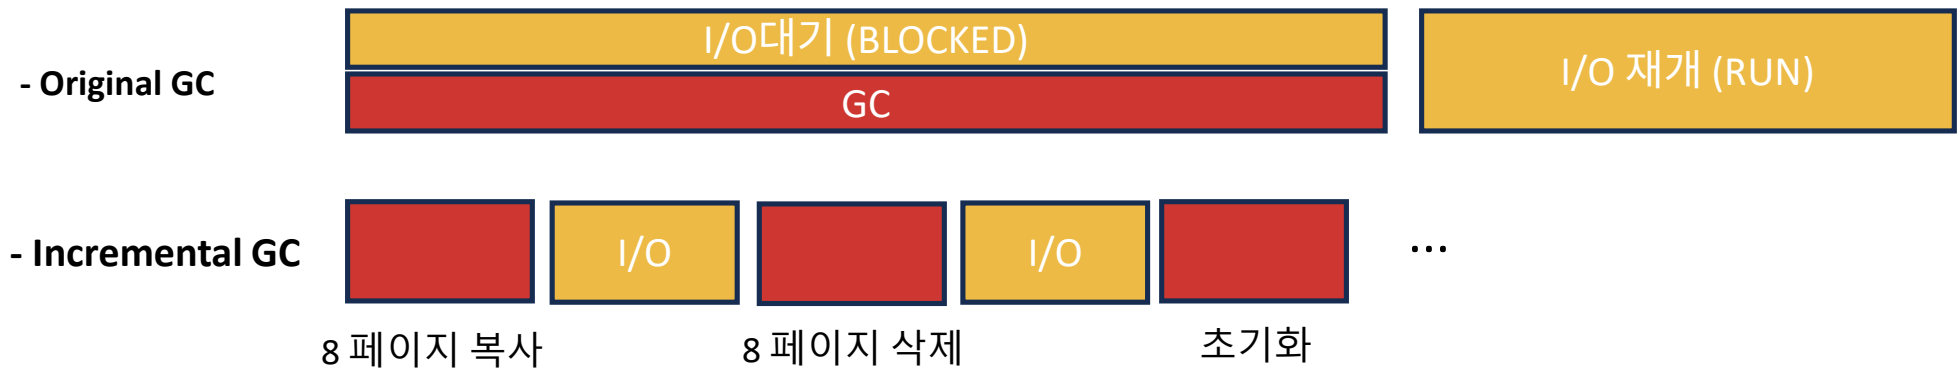 I/O대기 (BLOCKED)
- Original GC
GC
I/O 재개 (RUN)
- Incremental GC
I/O
I/O
...
8 페이지 복사
8 페이지 삭제
초기화